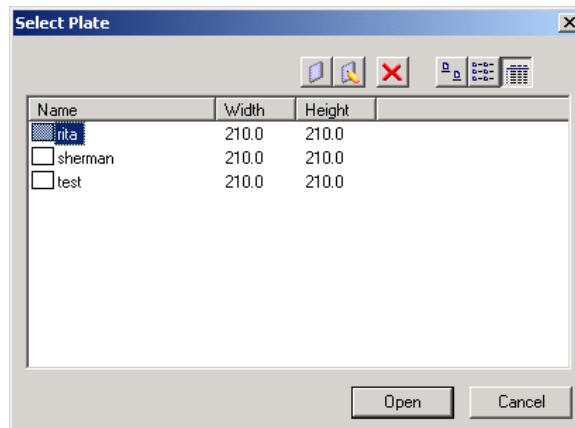 Select Plate
Name Width Height
rita 210.0 210.0
sherman 210.0 210.0
test 210.0 210.0
Open Cancel